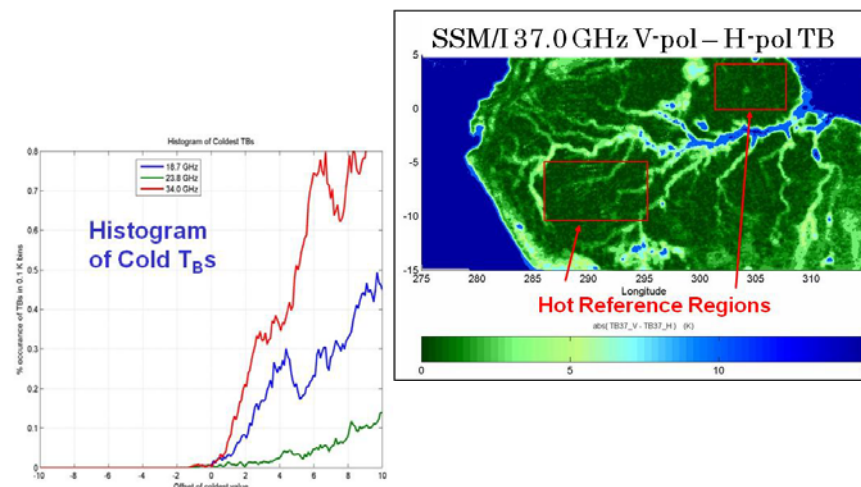 Histogram of Coldest TBs
18.7 GHz
23.8 GHz
34.0 GHz
Histogram
of Cold TBs
% occurance of TBs in 0.1 K bins
0.8
0.7
0.6
0.5
0.4
0.3
0.2
0.1
0
-10 -8 -6 -4 -2 0 2 4 6 8 10
Offset of coldest value
SSM/I 37.0 GHz V-pol – H-pol TB
5
0
-5
-10
-15
275 280 285 290 295 300 305 310
Longitude
Hot Reference Regions
abs( TB37_V - TB37_H ) (K)
0 5 10